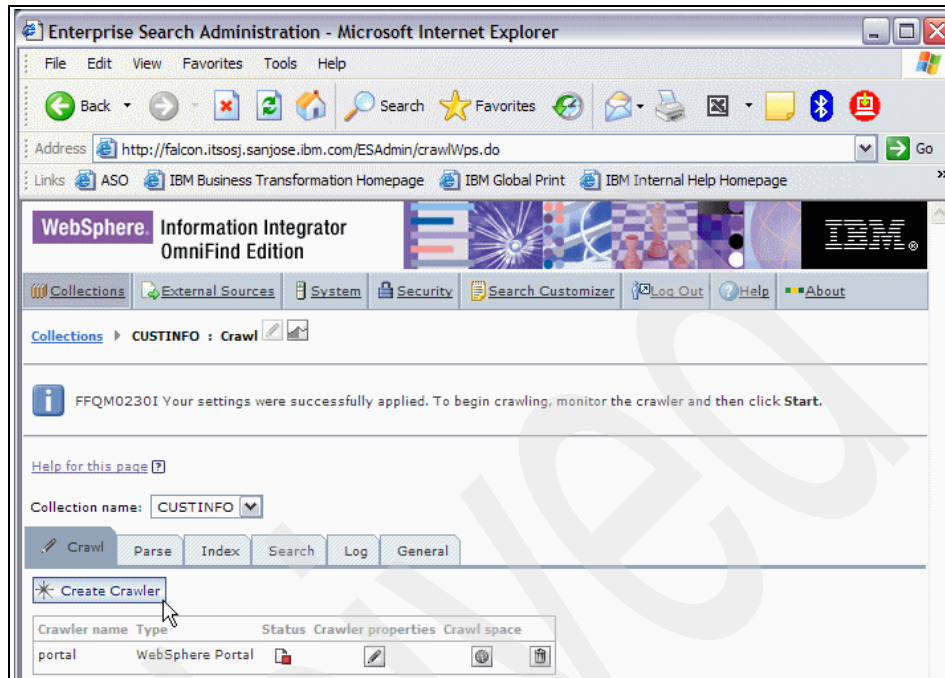 Enterprise Search Administration - Microsoft Internet Explorer
File Edit View Favorites Tools Help
Back Search Favorites
Address http://falcon.itsosj.sanjose.ibm.com/ESAdmin/crawlWps.do Go
Links ASO IBM Business Transformation Homepage IBM Global Print IBM Internal Help Homepage »
WebSphere. Information Integrator
OmniFind Edition
IBM®
Collections External Sources System Security Search Customizer Log Out Help About
Collections CUSTINFO : Crawl
FFQM0230I Your settings were successfully applied. To begin crawling, monitor the crawler and then click Start.
Help for this page ?
Collection name: CUSTINFO
Crawl Parse Index Search Log General
Create Crawler
Crawler name Type Status Crawler properties Crawl space
portal WebSphere Portal